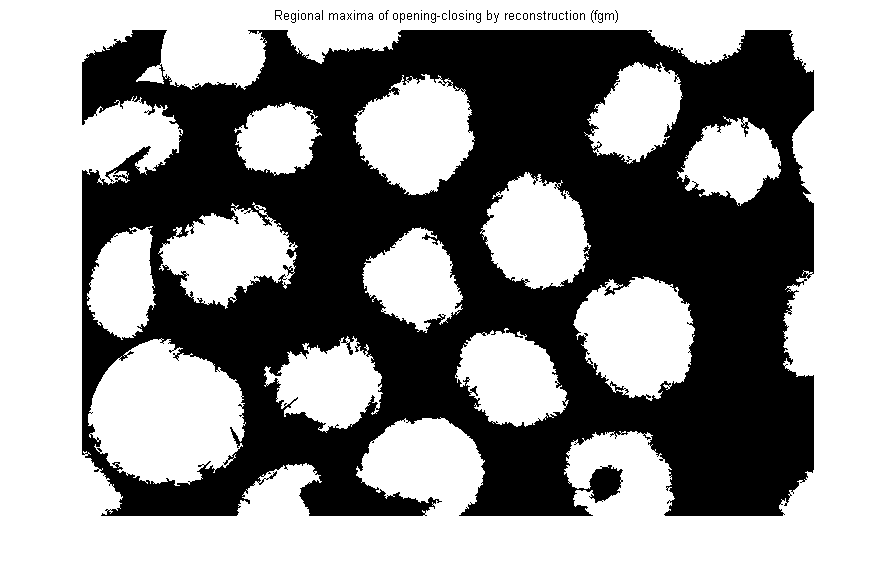 Regional maxima of opening-closing by reconstruction (fgm)